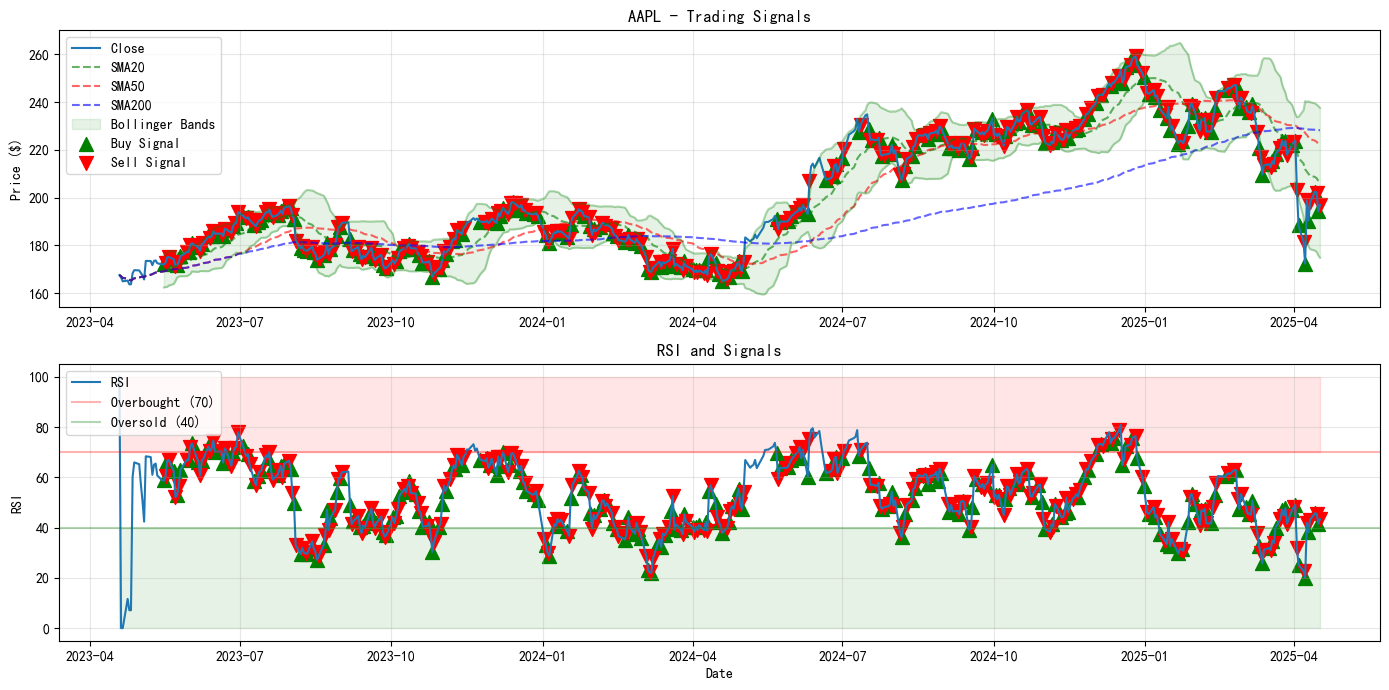 AAPL - Trading Signals
Close
SMA20
SMA50
SMA200
Bollinger Bands
Buy Signal
Sell Signal
Price ($)
260
240
220
200
180
160
2023-04
2023-07
2023-10
2024-01
2024-04
2024-07
2024-10
2025-01
2025-04
RSI and Signals
RSI
Overbought (70)
Oversold (40)
RSI
100
80
60
40
20
0
2023-04
2023-07
2023-10
2024-01
2024-04
2024-07
2024-10
2025-01
2025-04
Date